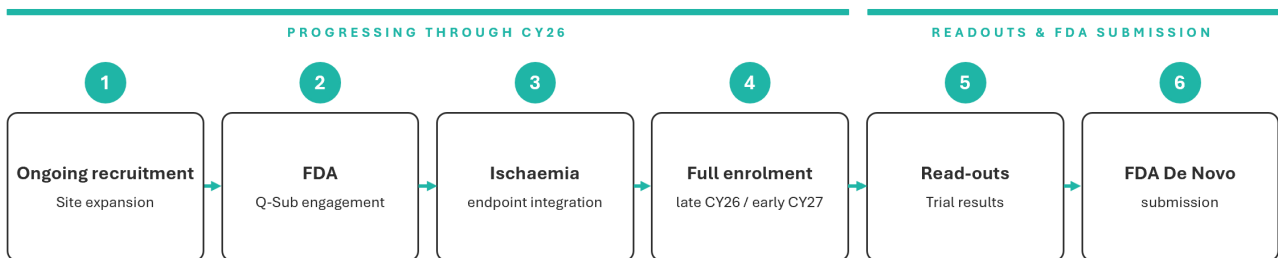 PROGRESSING THROUGH CY26
READOUTS & FDA SUBMISSION
1
Ongoing recruitment
Site expansion
2
FDA
Q-Sub engagement
3
Ischaemia
endpoint integration
4
Full enrolment
late CY26 / early CY27
5
Read-outs
Trial results
6
FDA De Novo
submission